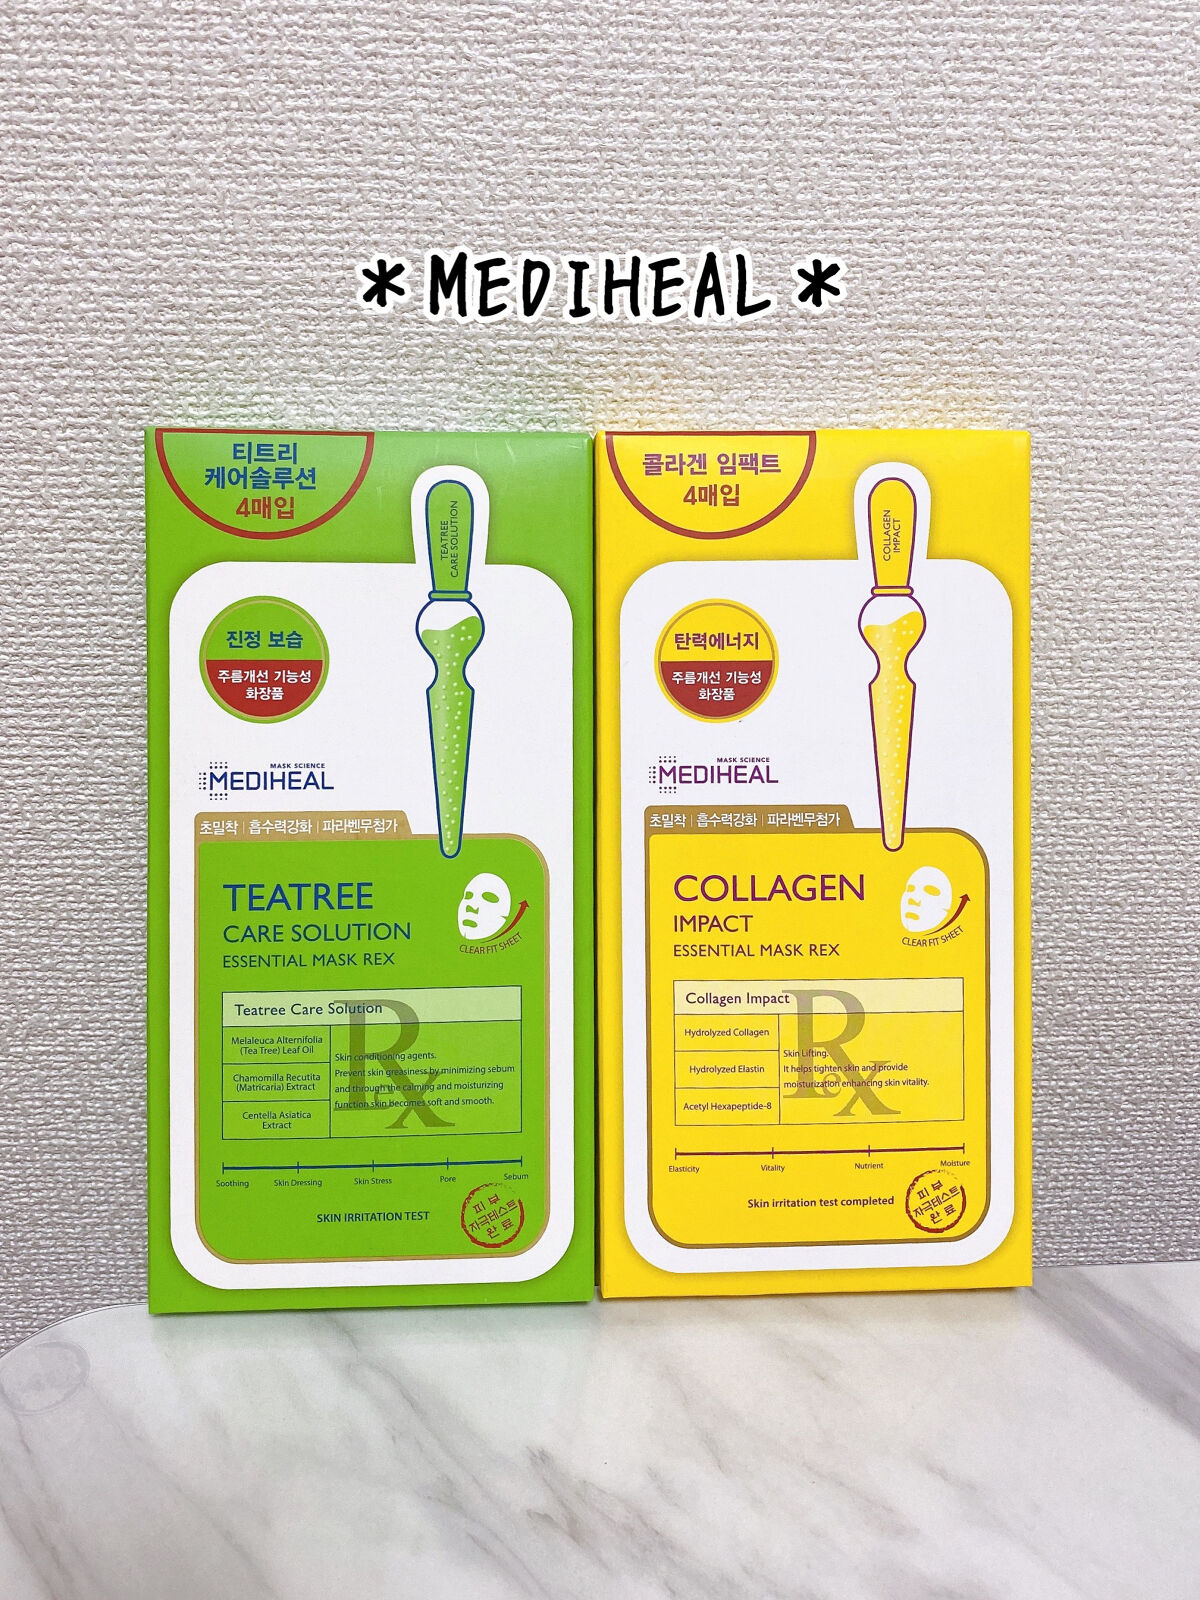 *MEDIHEAL*
티트리
케어솔루션
4매입
TEATREE
CARE SOLUTION
진정 보습
주름개선 기능성
화장품
MASK SCIENCE
MEDIHEAL
초밀착 | 흡수력강화 | 파라벤무첨가
TEATREE
CARE SOLUTION
ESSENTIAL MASK REX
CLEAR FIT SHEET
Teatree Care Solution
Melaleuca Alternifolia
(Tea Tree) Leaf Oil
Chamomilla Recutita
(Matricaria) Extract
Centella Asiatica
Extract
Rex
Skin conditioning agents.
Prevent skin greasiness by minimizing sebum
and through the calming and moisturizing
function skin becomes soft and smooth.
Soothing Skin Dressing Skin Stress Pore Sebum
SKIN IRRITATION TEST
피부
자극테스트
완료
콜라겐 임팩트
4매입
COLLAGEN
IMPACT
탄력에너지
주름개선 기능성
화장품
MASK SCIENCE
MEDIHEAL
초밀착 | 흡수력강화 | 파라벤무첨가
COLLAGEN
IMPACT
ESSENTIAL MASK REX
CLEAR FIT SHEET
Collagen Impact
Hydrolyzed Collagen
Hydrolyzed Elastin
Acetyl Hexapeptide-8
Rex
Skin Lifting.
It helps tighten skin and provide
moisturization enhancing skin vitality.
Elasticity Vitality Nutrient Moisture
Skin irritation test completed
피부
자극테스트
완료